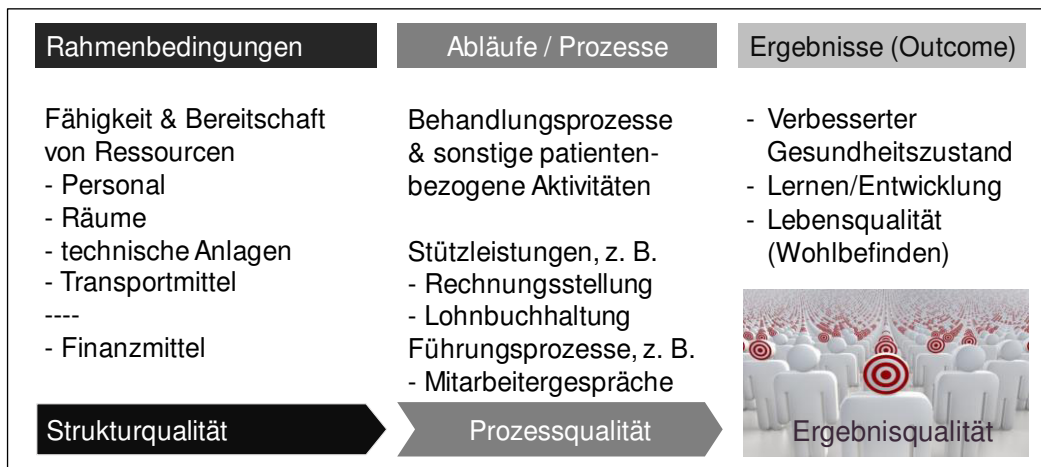 Rahmenbedingungen
Fähigkeit & Bereitschaft
von Ressourcen
- Personal
- Räume
- technische Anlagen
- Transportmittel
----
- Finanzmittel
Strukturqualität
Abläufe / Prozesse
Behandlungsprozesse
& sonstige patienten-
bezogene Aktivitäten
Stützleistungen, z. B.
- Rechnungsstellung
- Lohnbuchhaltung
Führungsprozesse, z. B.
- Mitarbeitergespräche
Prozessqualität
Ergebnisse (Outcome)
- Verbesserter
Gesundheitszustand
- Lernen/Entwicklung
- Lebensqualität
(Wohlbefinden)
Ergebnisqualität